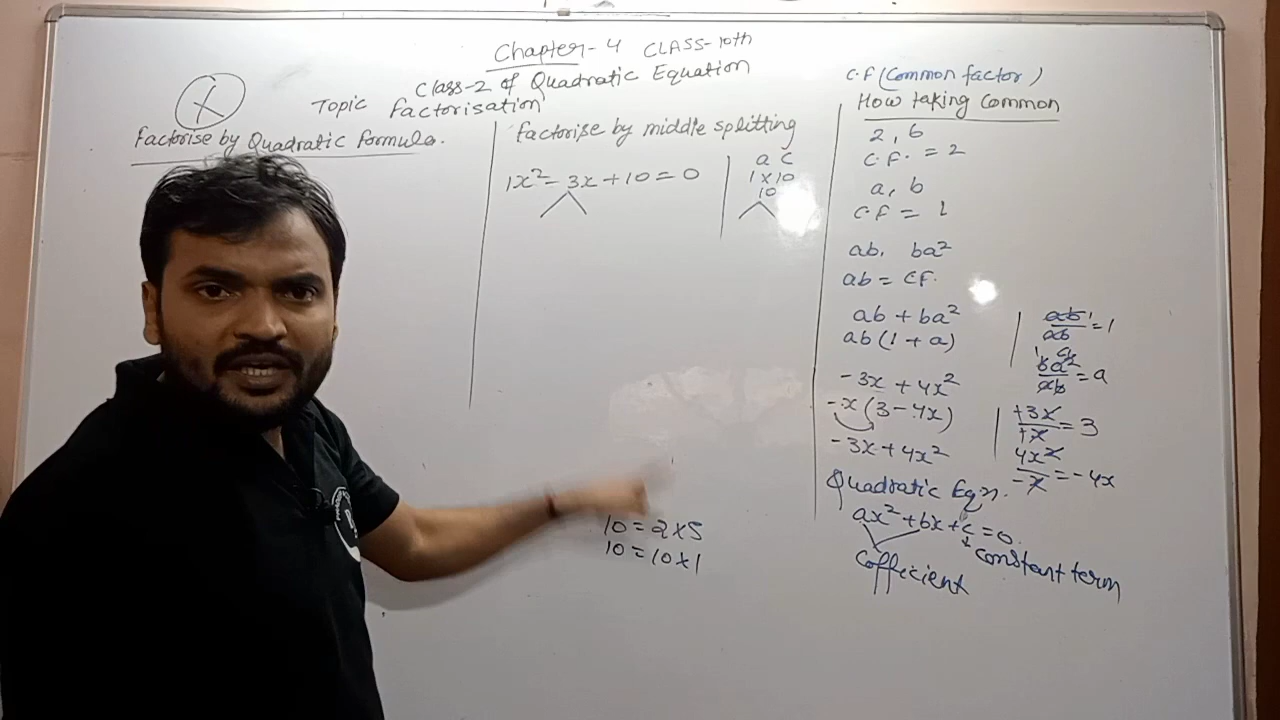 Chapter-4 CLASS-10th
Class-2 of Quadratic Equation
Topic Factorisation
X
Factorise by Quadratic formula.
factorise by middle splitting
1x² - 3x + 10 = 0
a c
1 x 10
10
10 = 2 x 5
10 = 10 x 1
C.F (Common factor)
How taking Common
2, 6
C.F. = 2
a, b
C.F = 1
ab, ba²
ab = C.F.
ab + ba²
ab (1 + a)
ab/ab = 1
ba²/ab = a
-3x + 4x²
-x (3 - 4x)
-3x + 4x²
+3x/+x = 3
4x²/-x = -4x
Quadratic Eqn.
ax² + bx + c = 0.
Cofficient
Constant term